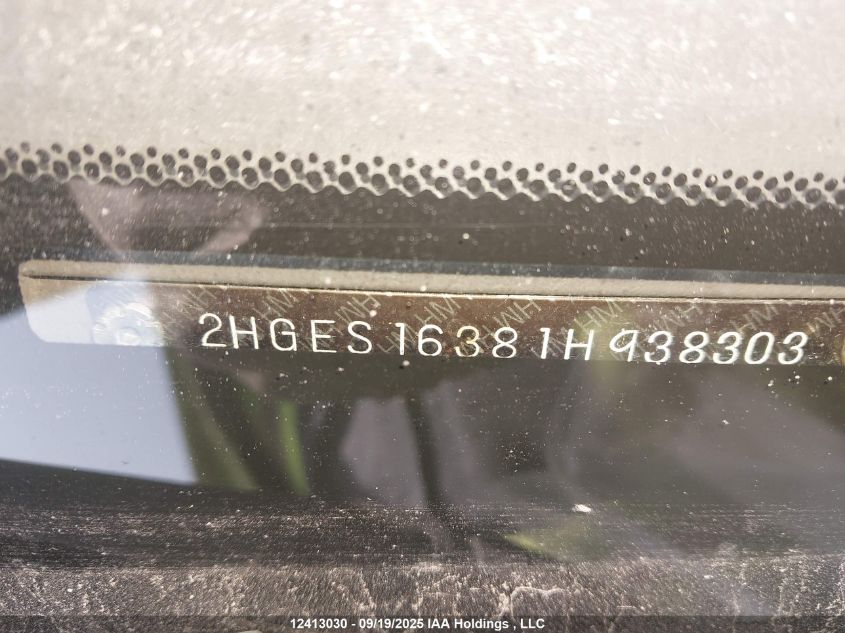 2HGES16381H938303
12413030 - 09/19/2025 IAA Holdings , LLC